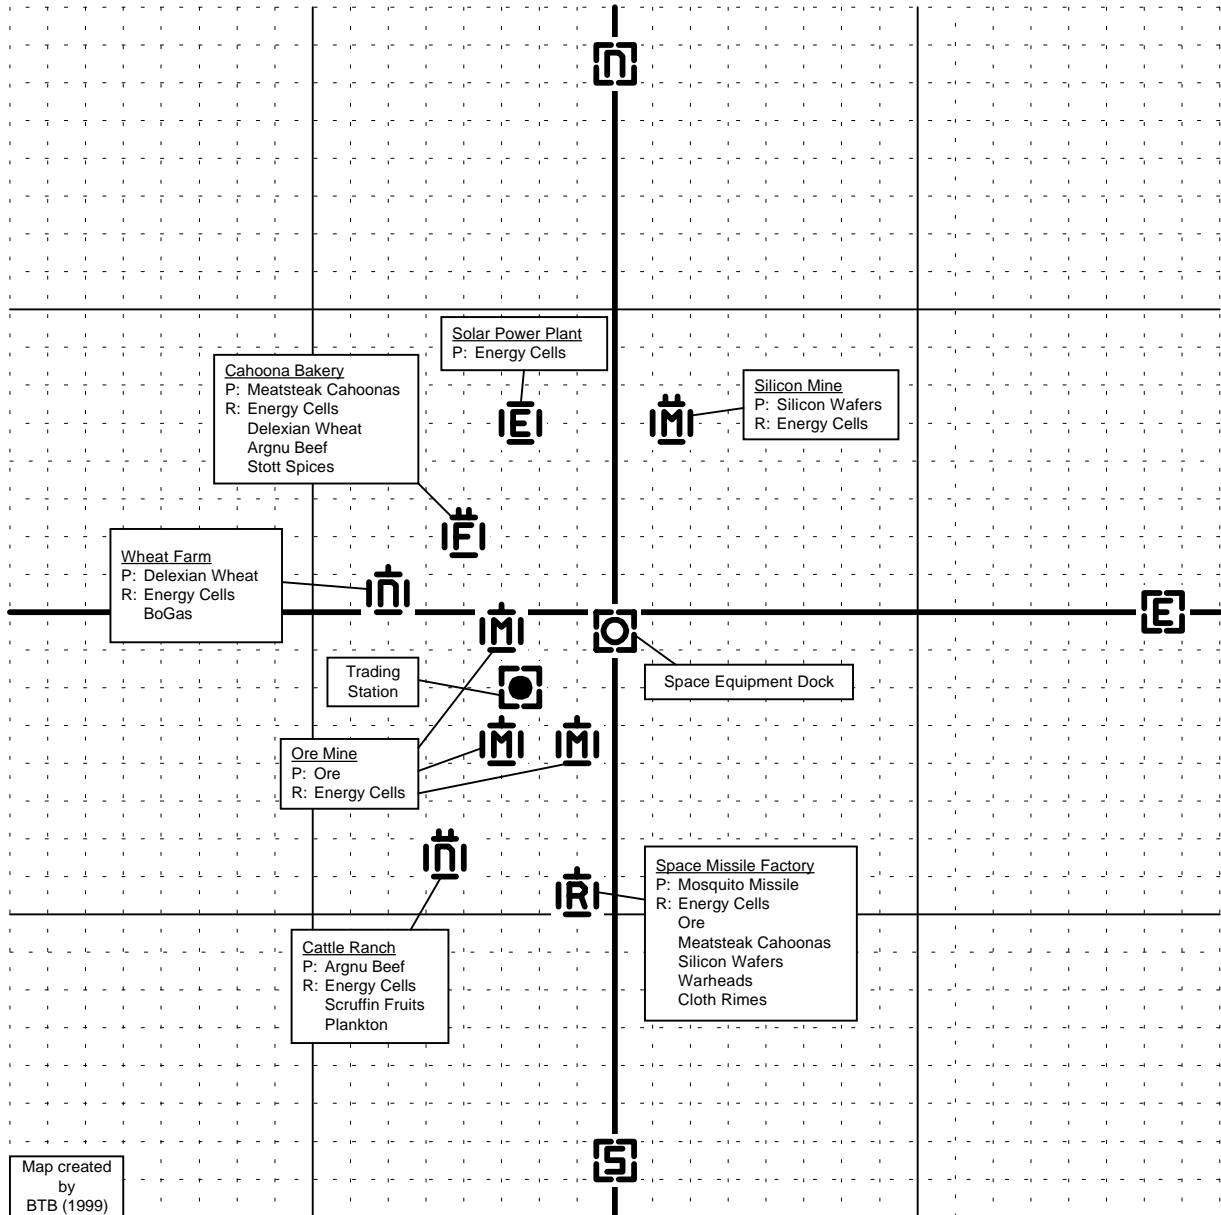 n
Solar Power Plant
P: Energy Cells
Cahoona Bakery
P: Meatsteak Cahoonas
R: Energy Cells
Delexian Wheat
Argnu Beef
Stott Spices
E
M
Silicon Mine
P: Silicon Wafers
R: Energy Cells
F
Wheat Farm
P: Delexian Wheat
R: Energy Cells
BoGas
n
M
O
E
Trading
Station
Space Equipment Dock
M
M
Ore Mine
P: Ore
R: Energy Cells
n
R
Space Missile Factory
P: Mosquito Missile
R: Energy Cells
Ore
Meatsteak Cahoonas
Silicon Wafers
Warheads
Cloth Rimes
Cattle Ranch
P: Argnu Beef
R: Energy Cells
Scruffin Fruits
Plankton
S
Map created
by
BTB (1999)